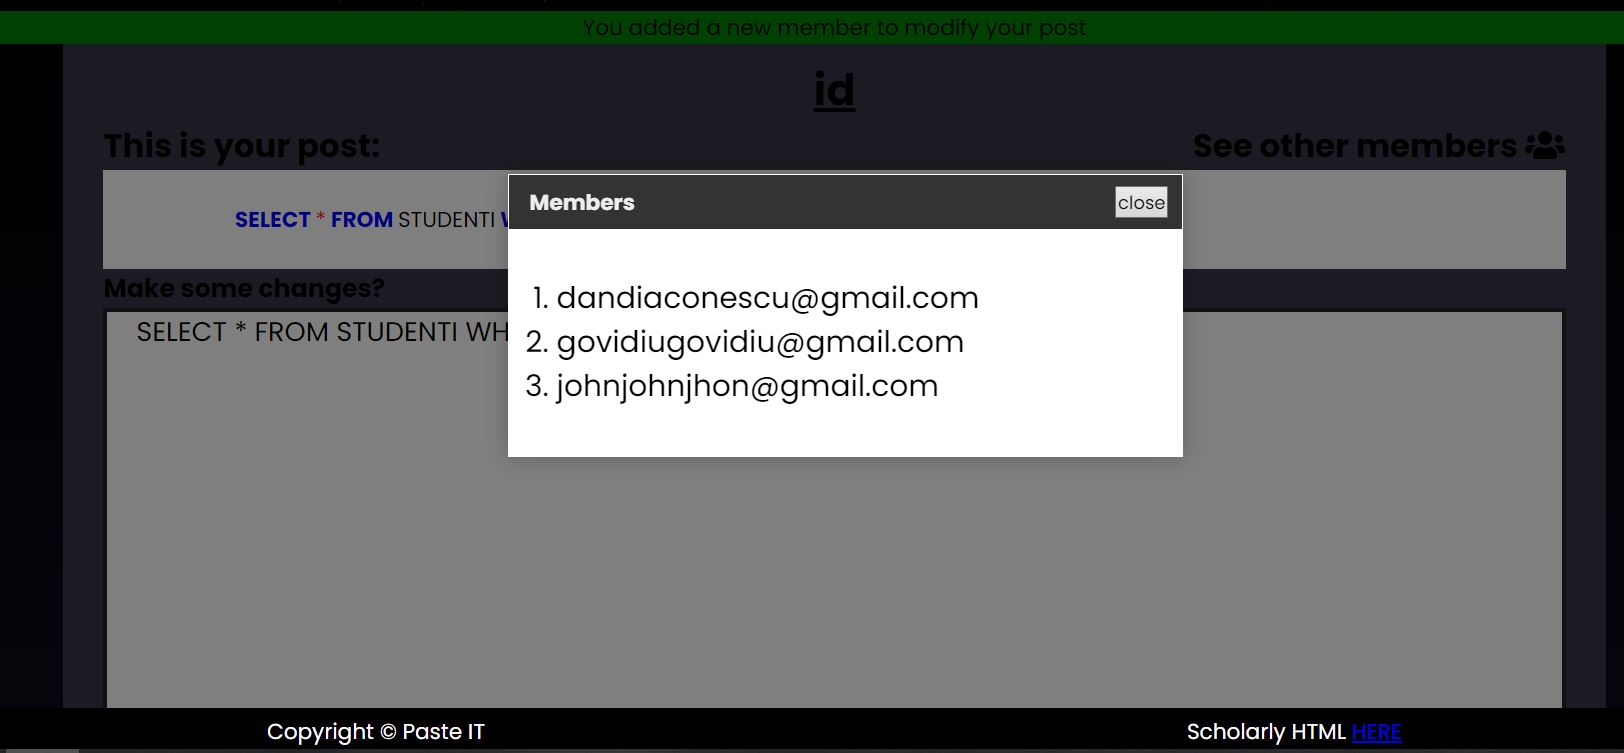 You added a new member to modify your post
id
This is your post:
See other members
SELECT * FROM STUDENTI
Members
close
Make some changes?
SELECT * FROM STUDENTI WH
1. dandiaconescu@gmail.com
2. govidiugovidiu@gmail.com
3. johnjohnjhon@gmail.com
Copyright © Paste IT
Scholarly HTML HERE